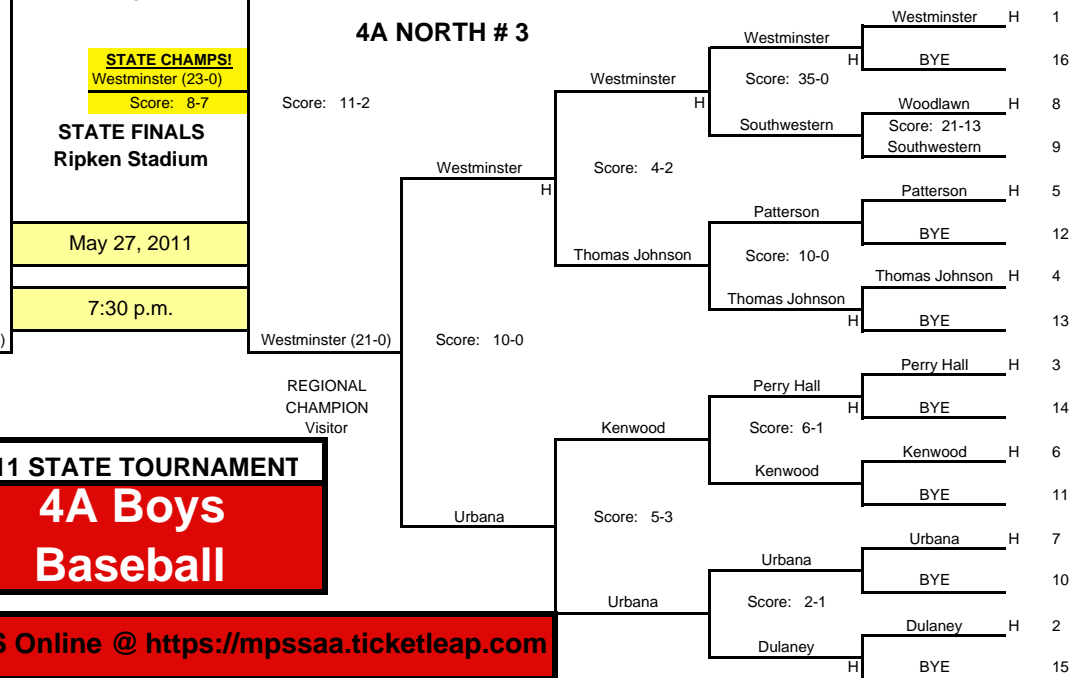 4A NORTH # 3
STATE CHAMPS!
Westminster (23-0)
Score: 8-7
STATE FINALS
Ripken Stadium
May 27, 2011
7:30 p.m.
)
Score: 11-2
Westminster (21-0)
REGIONAL
CHAMPION
Visitor
Westminster
H
Score: 10-0
Urbana
Westminster
H
Score: 4-2
Thomas Johnson
Kenwood
Score: 5-3
Urbana
Westminster
H
Score: 35-0
Southwestern
Patterson
Score: 10-0
Thomas Johnson
H
Perry Hall
H
Score: 6-1
Kenwood
Urbana
Score: 2-1
Dulaney
H
Westminster H 1
BYE 16
Woodlawn H 8
Score: 21-13
Southwestern 9
Patterson H 5
BYE 12
Thomas Johnson H 4
BYE 13
Perry Hall H 3
BYE 14
Kenwood H 6
BYE 11
Urbana H 7
BYE 10
Dulaney H 2
BYE 15
11 STATE TOURNAMENT
4A Boys
Baseball
S Online @ https://mpssaa.ticketleap.com